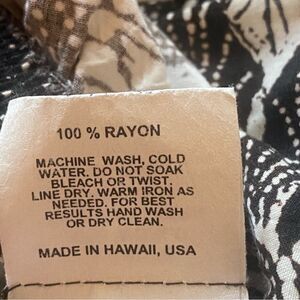 100 % RAYON
MACHINE WASH, COLD
WATER. DO NOT SOAK
BLEACH OR TWIST.
LINE DRY. WARM IRON AS
NEEDED. FOR BEST
RESULTS HAND WASH
OR DRY CLEAN.
MADE IN HAWAII, USA